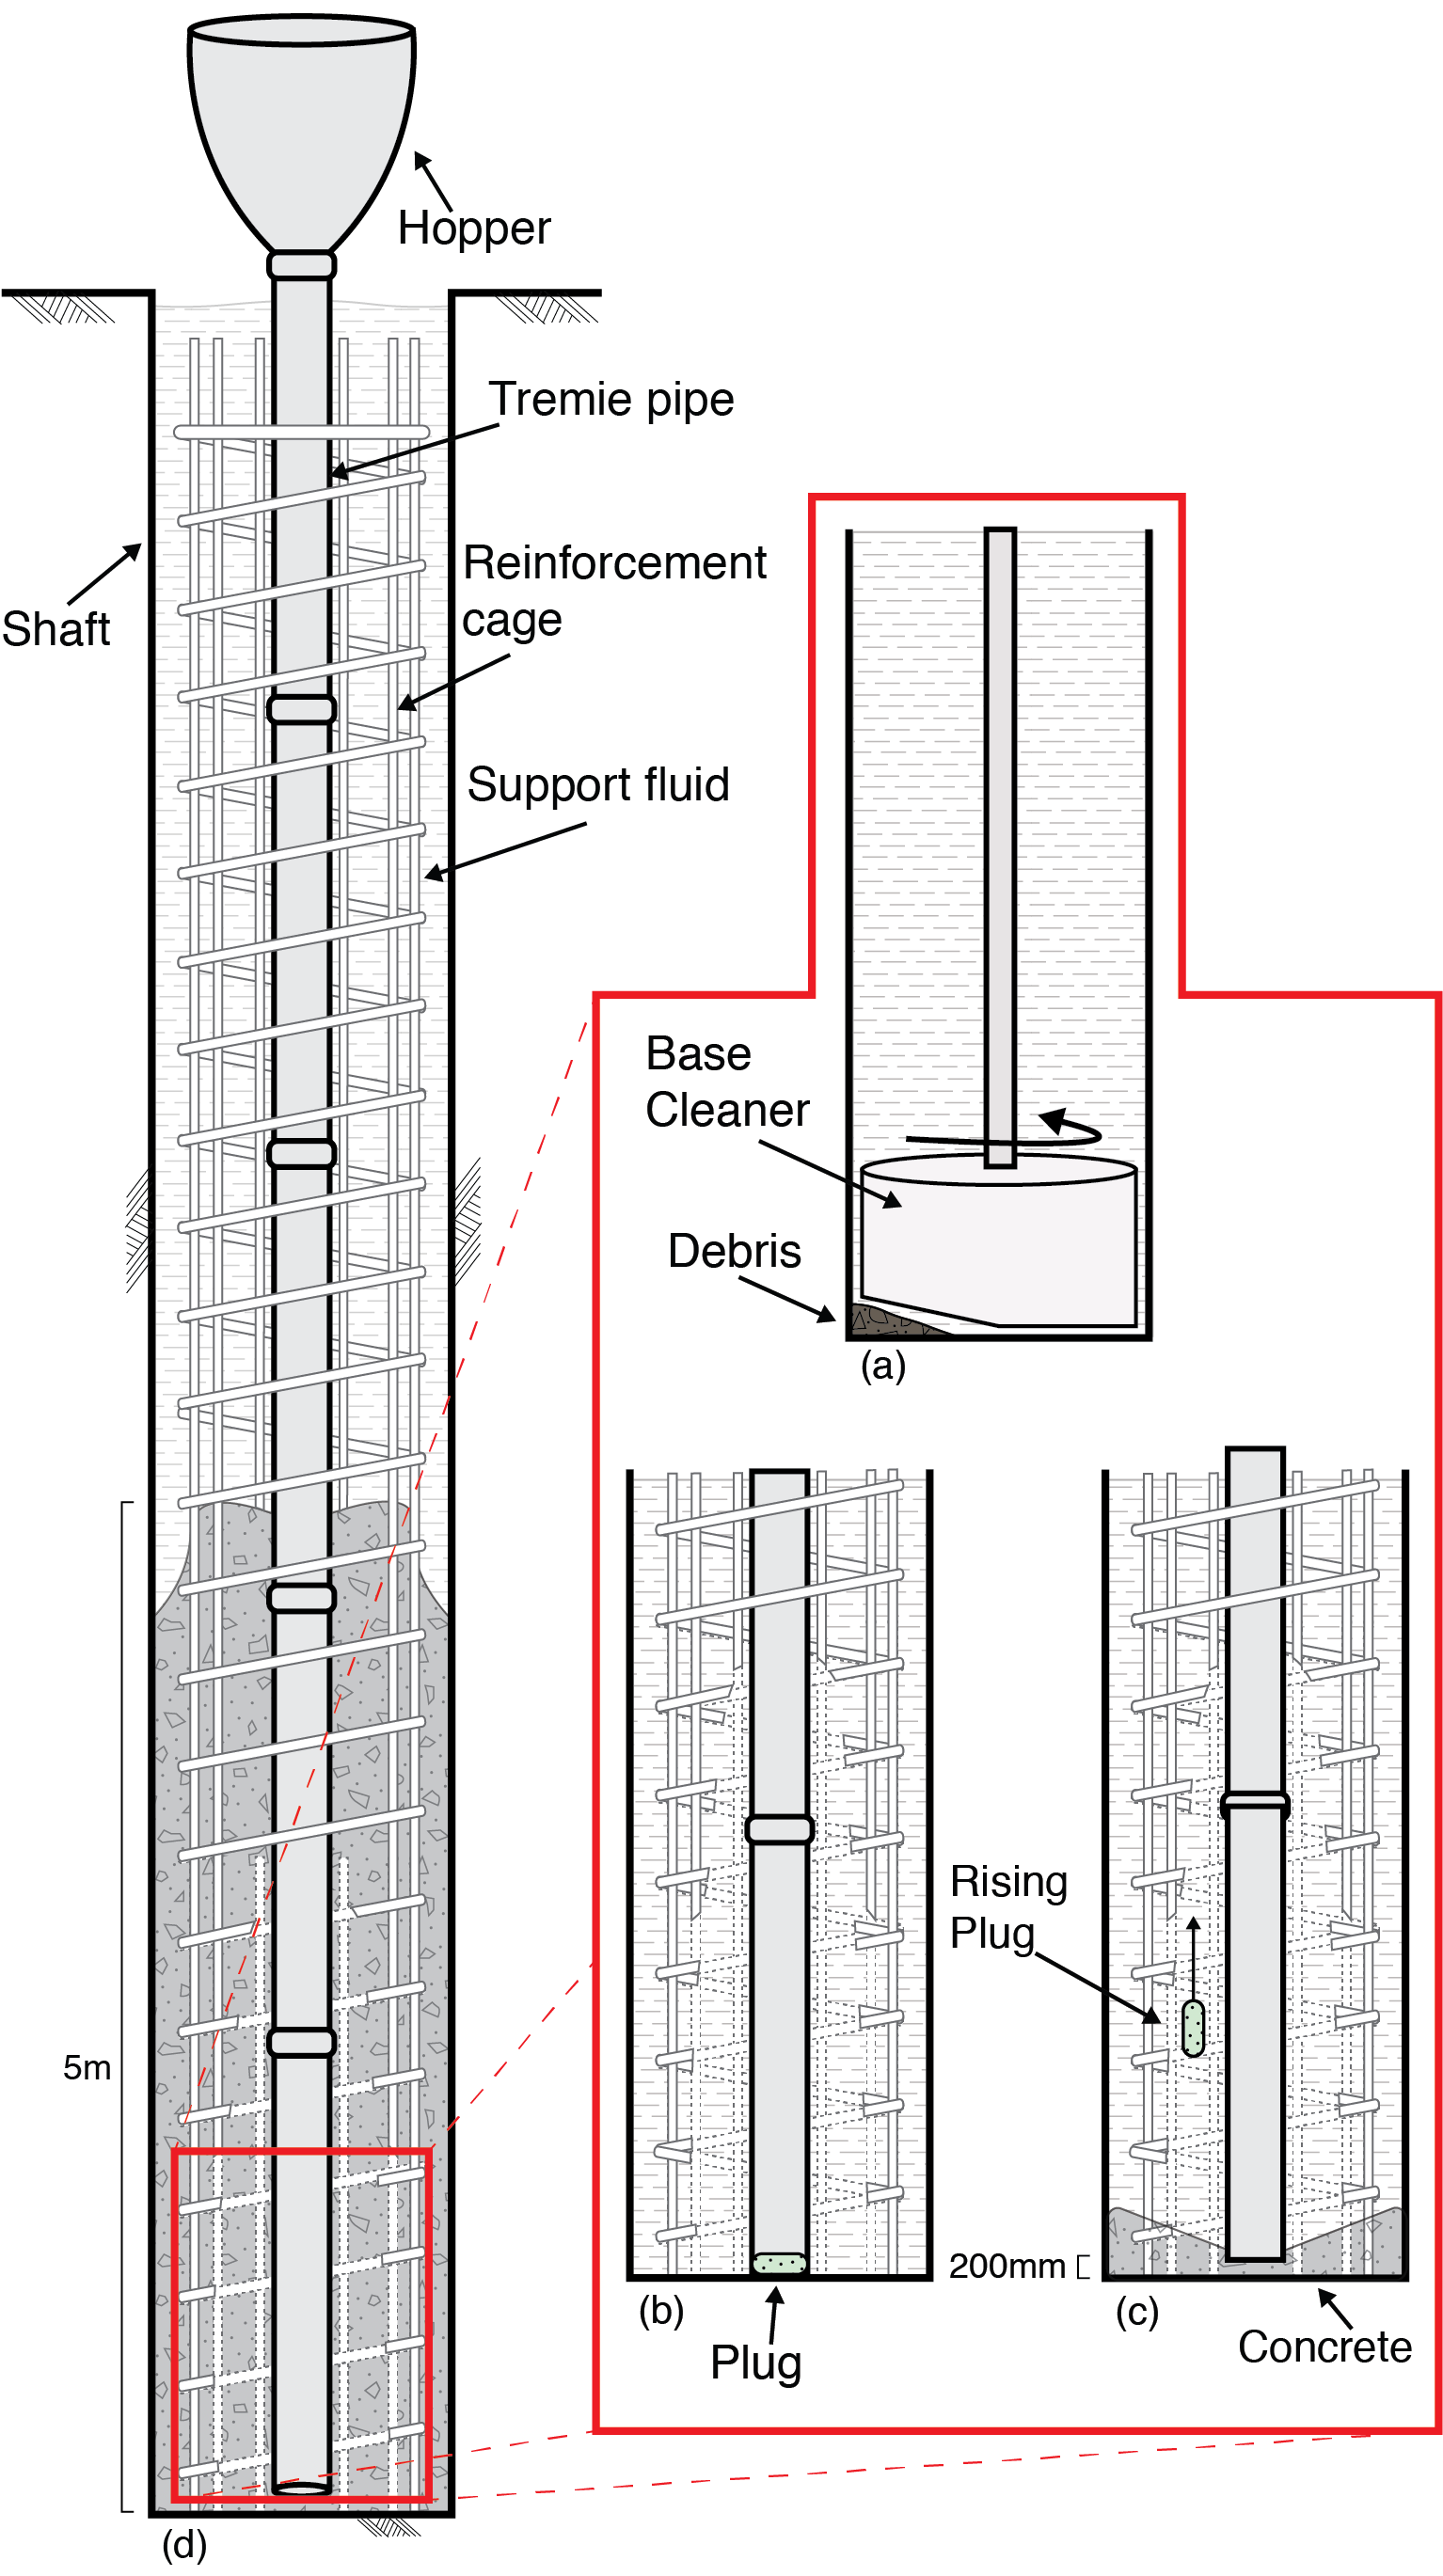 Hopper
Tremie pipe
Reinforcement
cage
Shaft
Support fluid
Base
Cleaner
Debris
(a)
Rising
Plug
5m
200mm
(b)
(c)
Plug
Concrete
(d)